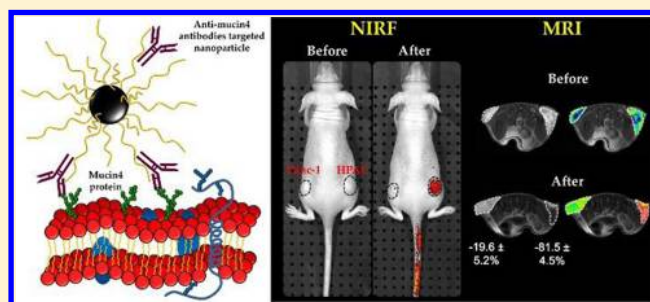 Anti-mucin4
antibodies targeted
nanoparticle
Mucin4
protein
NIRF
Before
After
MRI
Before
After
-19.6 ±
5.2%
-81.5 ±
4.5%